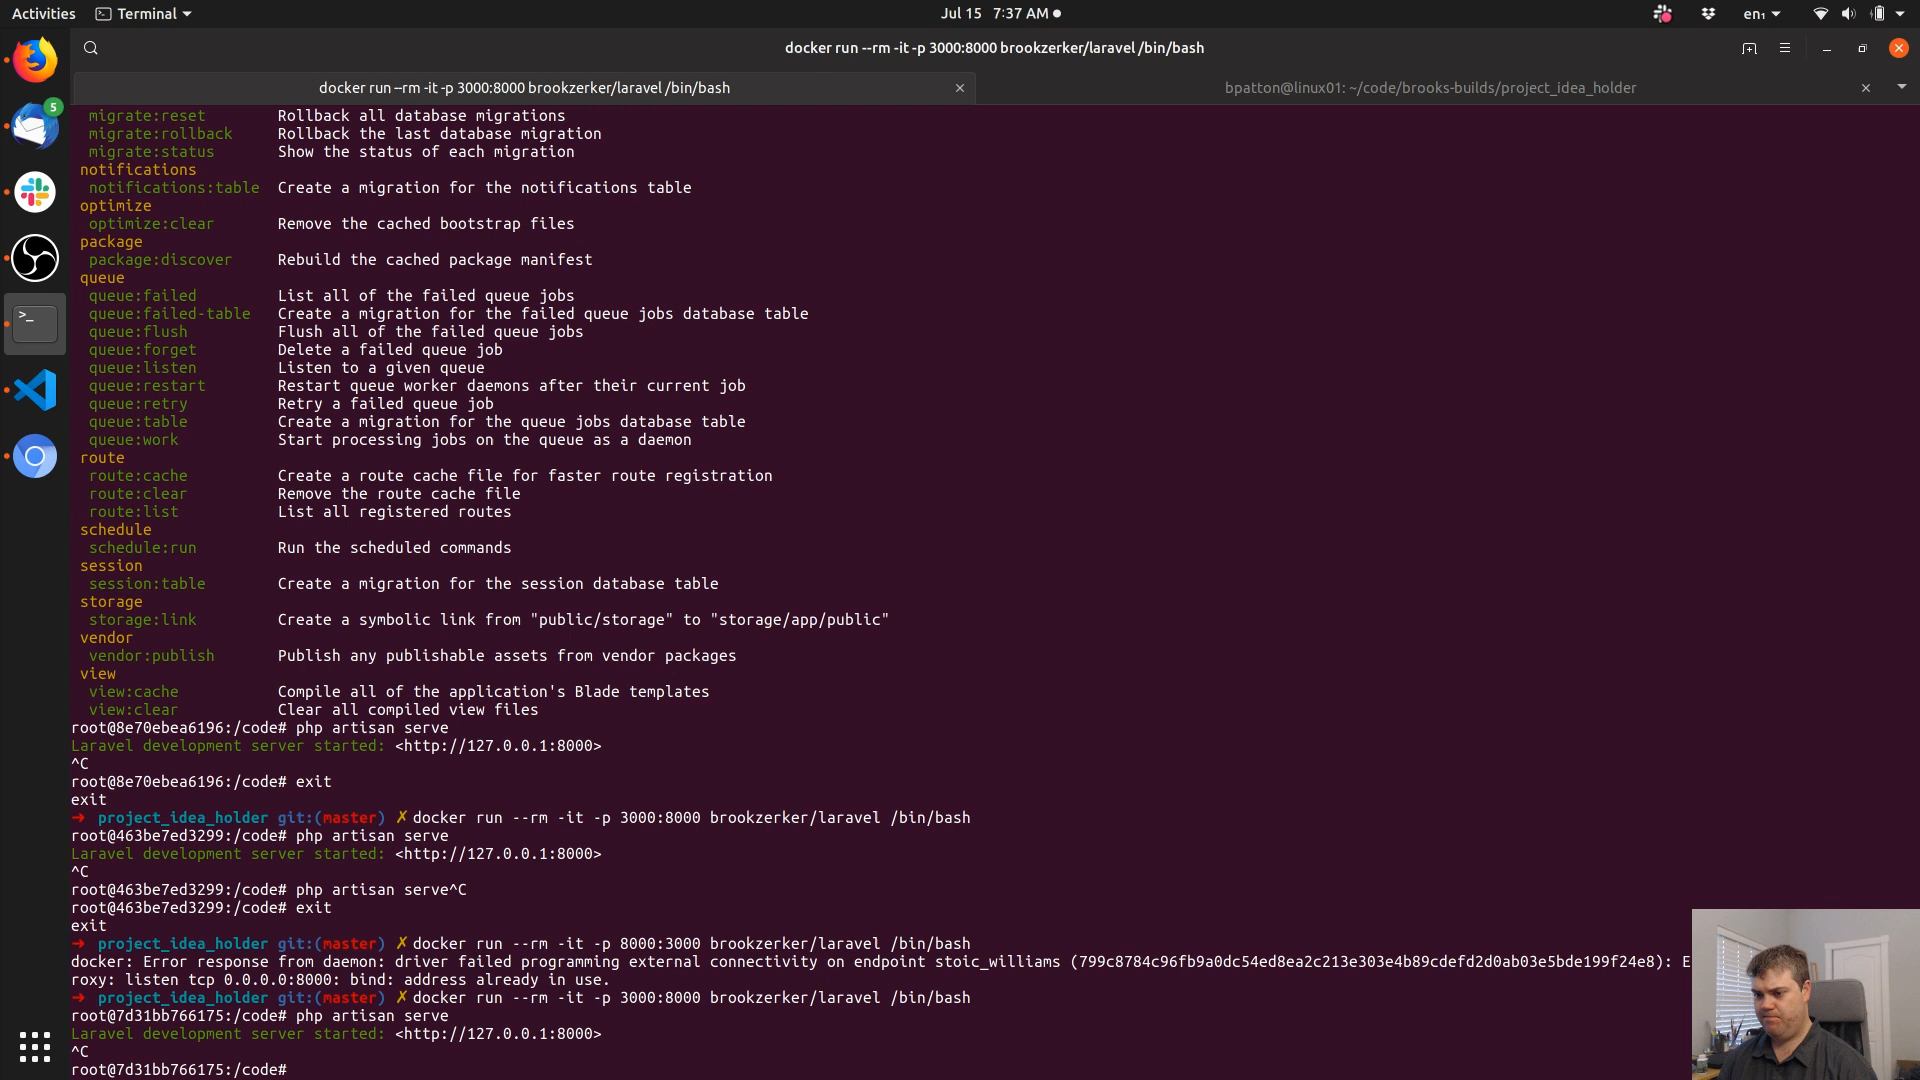 Activities
Terminal
Jul 15 7:37 AM
en₁
docker run --rm -it -p 3000:8000 brookzerker/laravel /bin/bash
docker run --rm -it -p 3000:8000 brookzerker/laravel /bin/bash
bpatton@linux01: ~/code/brooks-builds/project_idea_holder
5
migrate:reset Rollback all database migrations
migrate:rollback Rollback the last database migration
migrate:status Show the status of each migration
notifications
notifications:table Create a migration for the notifications table
optimize
optimize:clear Remove the cached bootstrap files
package
package:discover Rebuild the cached package manifest
queue
queue:failed List all of the failed queue jobs
queue:failed-table Create a migration for the failed queue jobs database table
queue:flush Flush all of the failed queue jobs
queue:forget Delete a failed queue job
queue:listen Listen to a given queue
queue:restart Restart queue worker daemons after their current job
queue:retry Retry a failed queue job
queue:table Create a migration for the queue jobs database table
queue:work Start processing jobs on the queue as a daemon
route
route:cache Create a route cache file for faster route registration
route:clear Remove the route cache file
route:list List all registered routes
schedule
schedule:run Run the scheduled commands
session
session:table Create a migration for the session database table
storage
storage:link Create a symbolic link from "public/storage" to "storage/app/public"
vendor
vendor:publish Publish any publishable assets from vendor packages
view
view:cache Compile all of the application's Blade templates
view:clear Clear all compiled view files
root@8e70ebea6196:/code# php artisan serve
Laravel development server started: <http://127.0.0.1:8000>
^C
root@8e70ebea6196:/code# exit
exit
➜ project_idea_holder git:(master) ✗ docker run --rm -it -p 3000:8000 brookzerker/laravel /bin/bash
root@463be7ed3299:/code# php artisan serve
Laravel development server started: <http://127.0.0.1:8000>
^C
root@463be7ed3299:/code# php artisan serve^C
root@463be7ed3299:/code# exit
exit
➜ project_idea_holder git:(master) ✗ docker run --rm -it -p 8000:3000 brookzerker/laravel /bin/bash
docker: Error response from daemon: driver failed programming external connectivity on endpoint stoic_williams (799c8784c96fb9a0dc54ed8ea2c213e303e4b89cdefd2d0ab03e5bde199f24e8): E
roxy: listen tcp 0.0.0.0:8000: bind: address already in use.
➜ project_idea_holder git:(master) ✗ docker run --rm -it -p 3000:8000 brookzerker/laravel /bin/bash
root@7d31bb766175:/code# php artisan serve
Laravel development server started: <http://127.0.0.1:8000>
^C
root@7d31bb766175:/code#